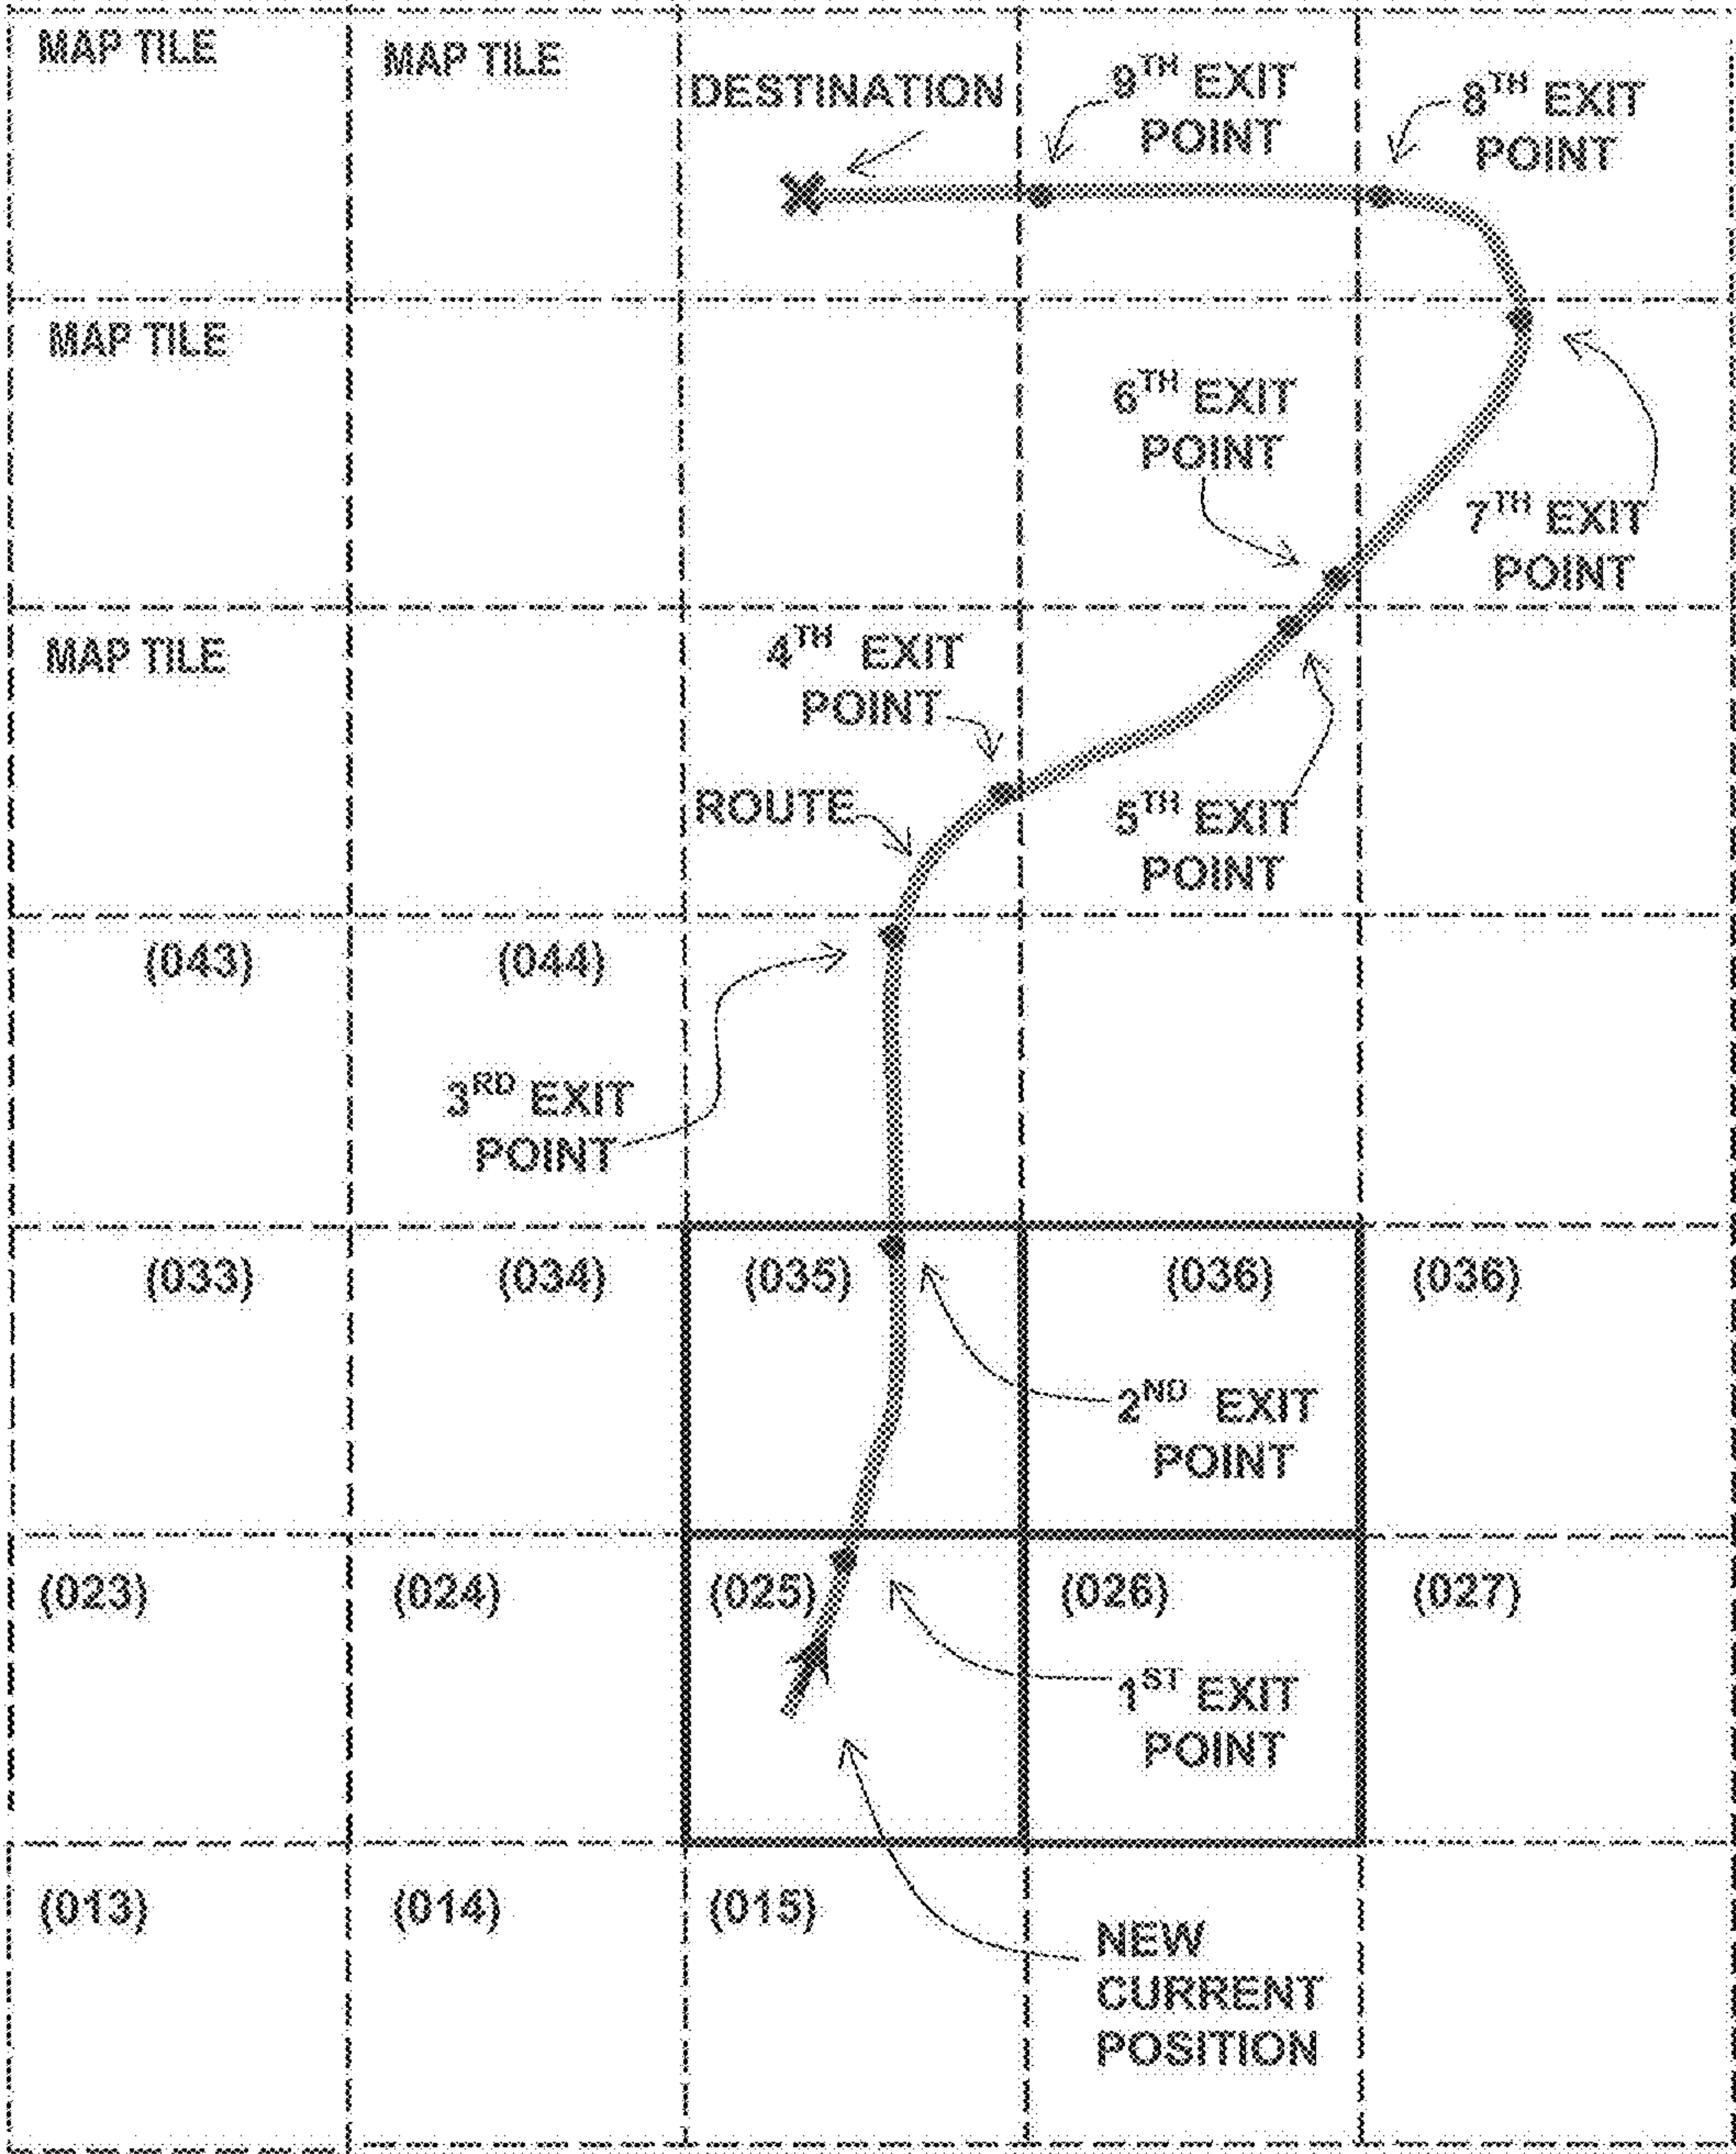 MAP TILE
MAP TILE
DESTINATION
9TH EXIT
POINT
8TH EXIT
POINT
MAP TILE
6TH EXIT
POINT
7TH EXIT
POINT
MAP TILE
4TH EXIT
POINT
ROUTE
5TH EXIT
POINT
(043)
(044)
3RD EXIT
POINT
(033)
(034)
(035)
(036)
(036)
2ND EXIT
POINT
(023)
(024)
(025)
(026)
(027)
1ST EXIT
POINT
(013)
(014)
(015)
NEW
CURRENT
POSITION